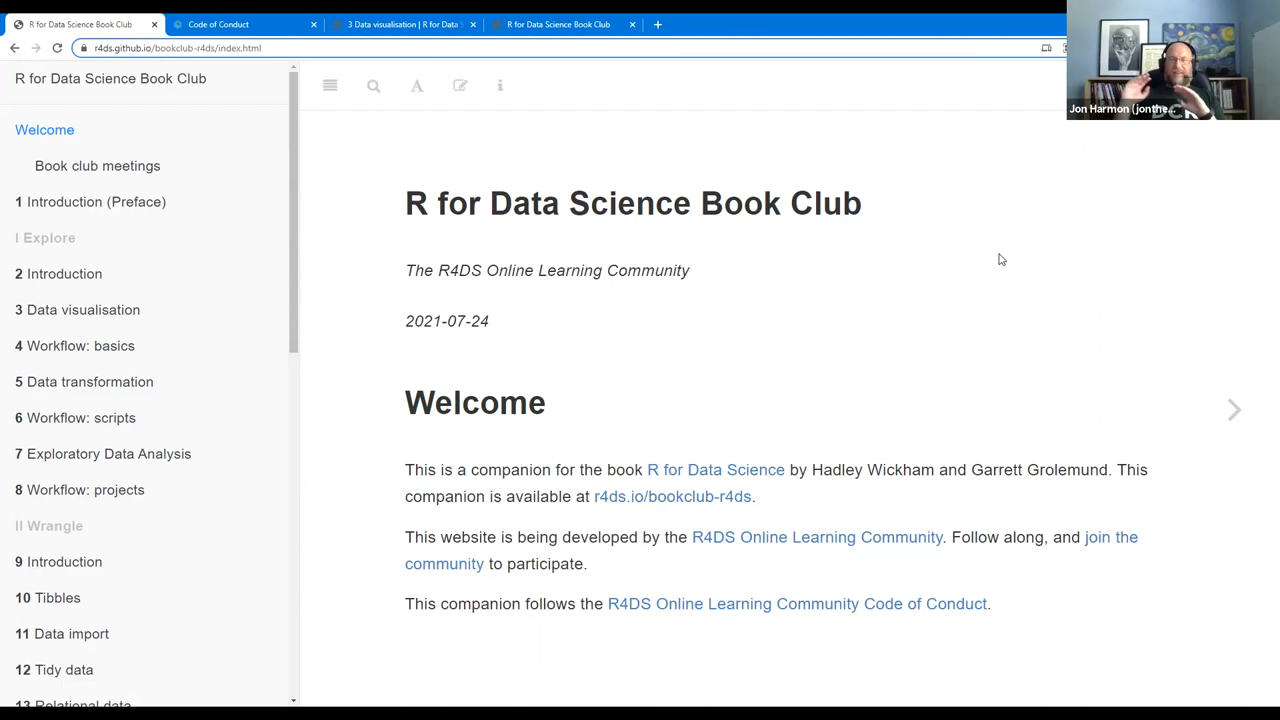 R for Data Science Book Club
Code of Conduct
3 Data visualisation | R for Data S
R for Data Science Book Club
r4ds.github.io/bookclub-r4ds/index.html
Jon Harmon (jonthe...
R for Data Science Book Club
Welcome
Book club meetings
1 Introduction (Preface)
I Explore
2 Introduction
3 Data visualisation
4 Workflow: basics
5 Data transformation
6 Workflow: scripts
7 Exploratory Data Analysis
8 Workflow: projects
II Wrangle
9 Introduction
10 Tibbles
11 Data import
12 Tidy data
13 Relational data
R for Data Science Book Club
The R4DS Online Learning Community
2021-07-24
Welcome
This is a companion for the book R for Data Science by Hadley Wickham and Garrett Grolemund. This
companion is available at r4ds.io/bookclub-r4ds.
This website is being developed by the R4DS Online Learning Community. Follow along, and join the
community to participate.
This companion follows the R4DS Online Learning Community Code of Conduct.